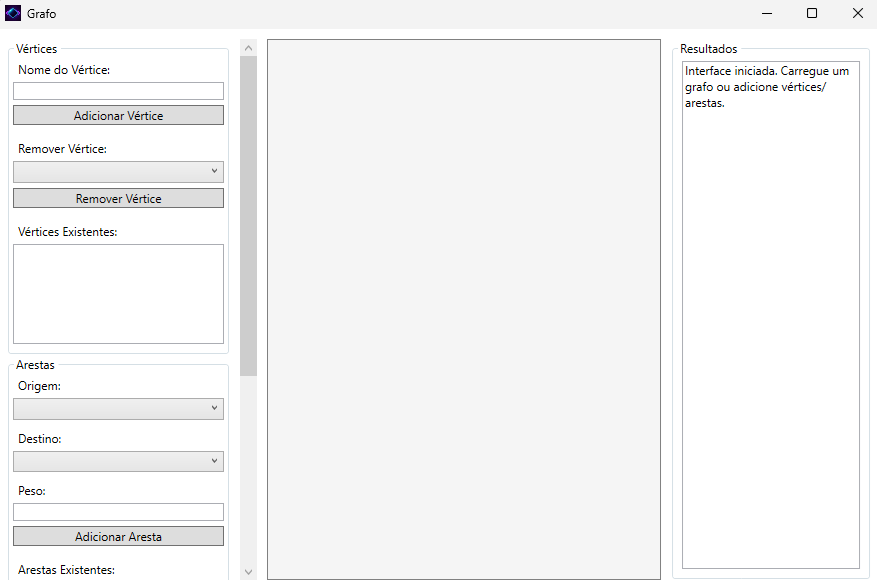 Grafo
Vértices
Nome do Vértice:
Adicionar Vértice
Remover Vértice:
Remover Vértice
Vértices Existentes:
Arestas
Origem:
Destino:
Peso:
Adicionar Aresta
Arestas Existentes:
Resultados
Interface iniciada. Carregue um
grafo ou adicione vértices/
arestas.